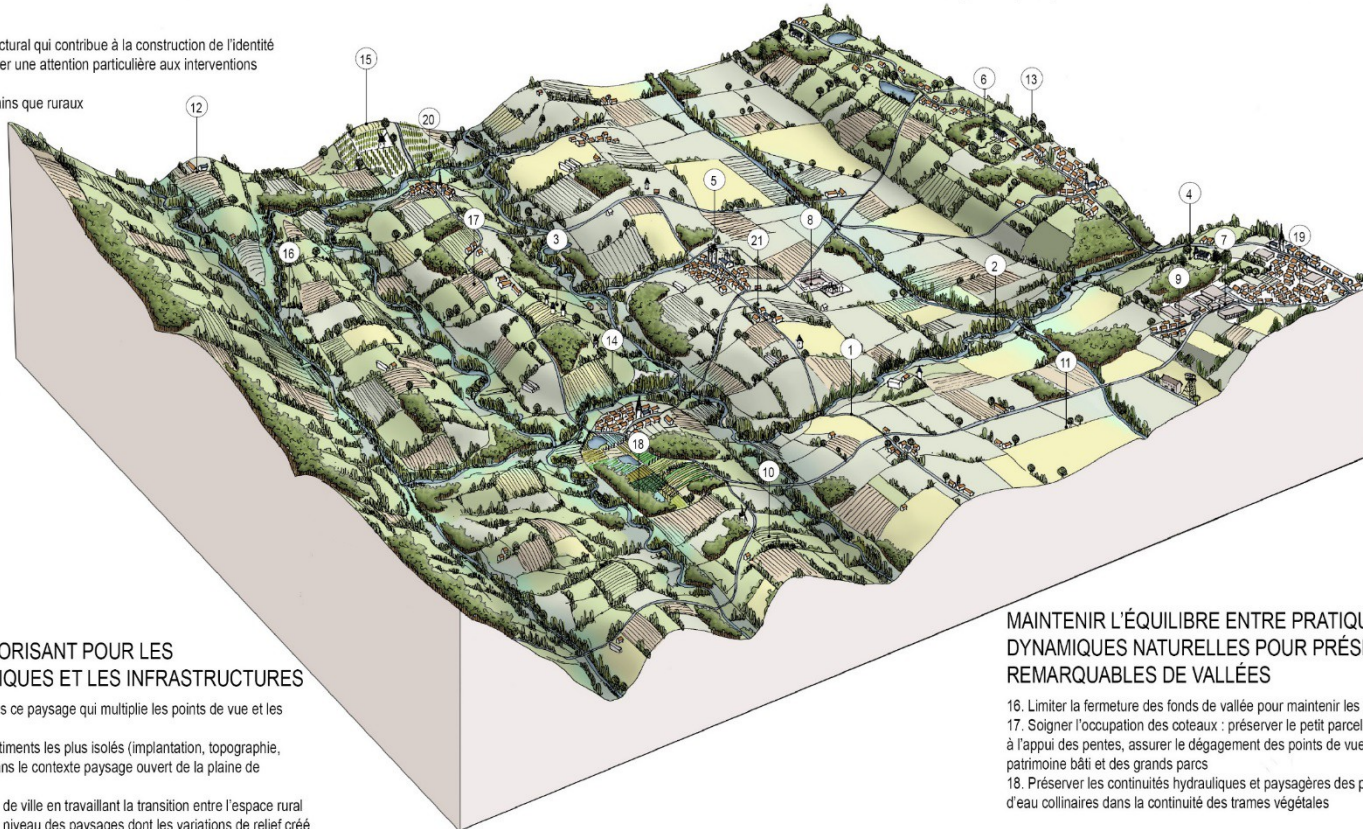 ctural qui contribue à la construction de l'identité
er une attention particulière aux interventions
ins que ruraux
15
12
20
6
13
5
17
3
21
8
4
7
19
16
2
9
14
1
11
18
10
ORISANT POUR LES
IQUES ET LES INFRASTRUCTURES
s ce paysage qui multiplie les points de vue et les
timents les plus isolés (implantation, topographie,
ans le contexte paysage ouvert de la plaine de
de ville en travaillant la transition entre l'espace rural
niveau des paysages dont les variations de relief créé
MAINTENIR L'ÉQUILIBRE ENTRE PRATIQU
DYNAMIQUES NATURELLES POUR PRÉSE
REMARQUABLES DE VALLÉES
16. Limiter la fermeture des fonds de vallée pour maintenir les
17. Soigner l'occupation des coteaux : préserver le petit parcel
à l'appui des pentes, assurer le dégagement des points de vue
patrimoine bâti et des grands parcs
18. Préserver les continuités hydrauliques et paysagères des p
d'eau collinaires dans la continuité des trames végétales